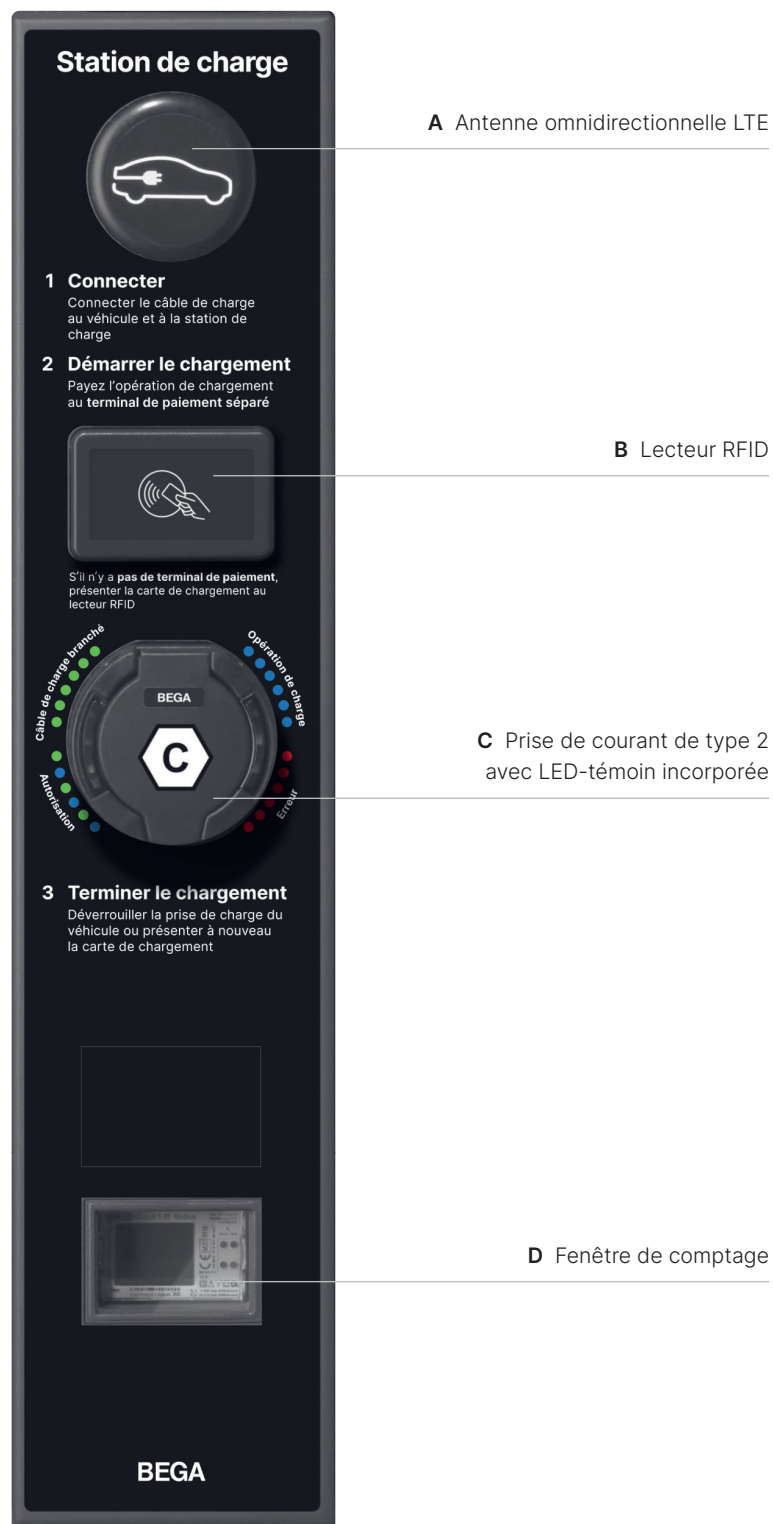 Station de charge
A Antenne omnidirectionnelle LTE
1 Connecter
Connecter le câble de charge
au véhicule et à la station de
charge
2 Démarrer le chargement
Payez l'opération de chargement
au terminal de paiement séparé
B Lecteur RFID
S'il n'y a pas de terminal de paiement,
présenter la carte de chargement au
lecteur RFID
Câble de charge branché
Opération de charge
BEGA
C
C Prise de courant de type 2
avec LED-témoin incorporée
Autorisation
Erreur
3 Terminer le chargement
Déverrouiller la prise de charge du
véhicule ou présenter à nouveau
la carte de chargement
D Fenêtre de comptage
BEGA